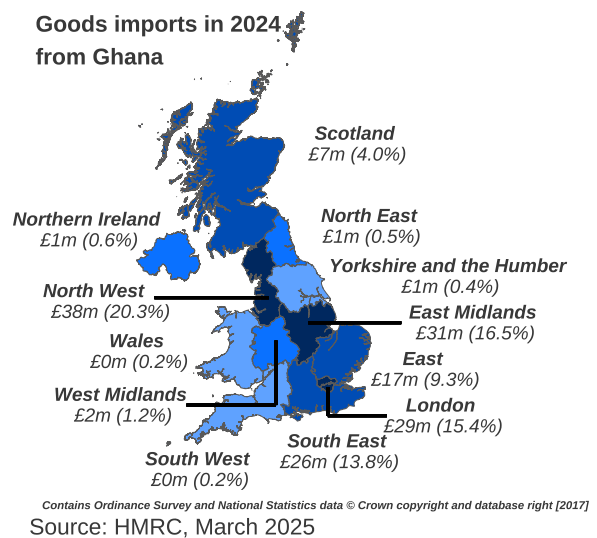 Goods imports in 2024
from Ghana
Scotland
£7m (4.0%)
Northern Ireland
£1m (0.6%)
North East
£1m (0.5%)
Yorkshire and the Humber
£1m (0.4%)
North West
£38m (20.3%)
East Midlands
£31m (16.5%)
Wales
£0m (0.2%)
East
£17m (9.3%)
West Midlands
£2m (1.2%)
London
£29m (15.4%)
South East
£26m (13.8%)
South West
£0m (0.2%)
Contains Ordinance Survey and National Statistics data © Crown copyright and database right [2017]
Source: HMRC, March 2025